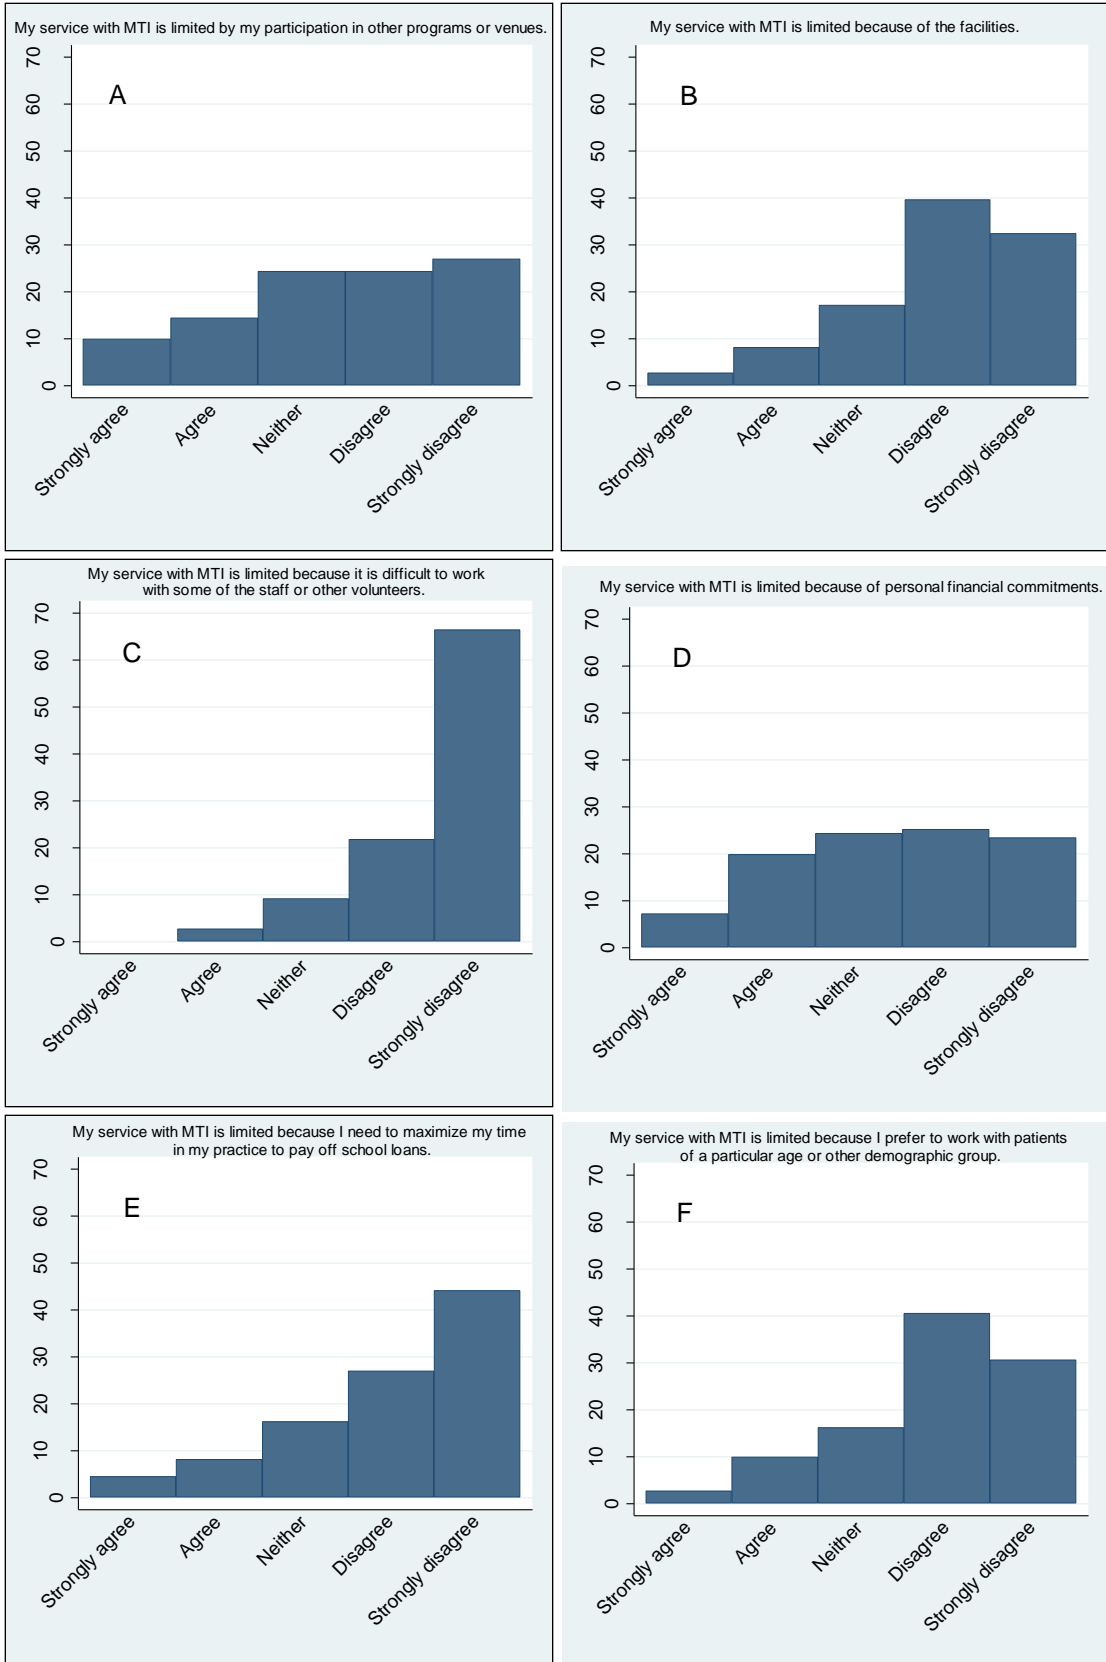 My service with MTI is limited by my participation in other programs or venues.
70
60
50
40
30
20
10
0
A
Strongly agree
Agree
Neither
Disagree
Strongly disagree
My service with MTI is limited because of the facilities.
70
60
50
40
30
20
10
0
B
Strongly agree
Agree
Neither
Disagree
Strongly disagree
My service with MTI is limited because it is difficult to work
with some of the staff or other volunteers.
70
60
50
40
30
20
10
0
C
Strongly agree
Agree
Neither
Disagree
Strongly disagree
My service with MTI is limited because of personal financial commitments.
70
60
50
40
30
20
10
0
D
Strongly agree
Agree
Neither
Disagree
Strongly disagree
My service with MTI is limited because I need to maximize my time
in my practice to pay off school loans.
70
60
50
40
30
20
10
0
E
Strongly agree
Agree
Neither
Disagree
Strongly disagree
My service with MTI is limited because I prefer to work with patients
of a particular age or other demographic group.
70
60
50
40
30
20
10
0
F
Strongly agree
Agree
Neither
Disagree
Strongly disagree